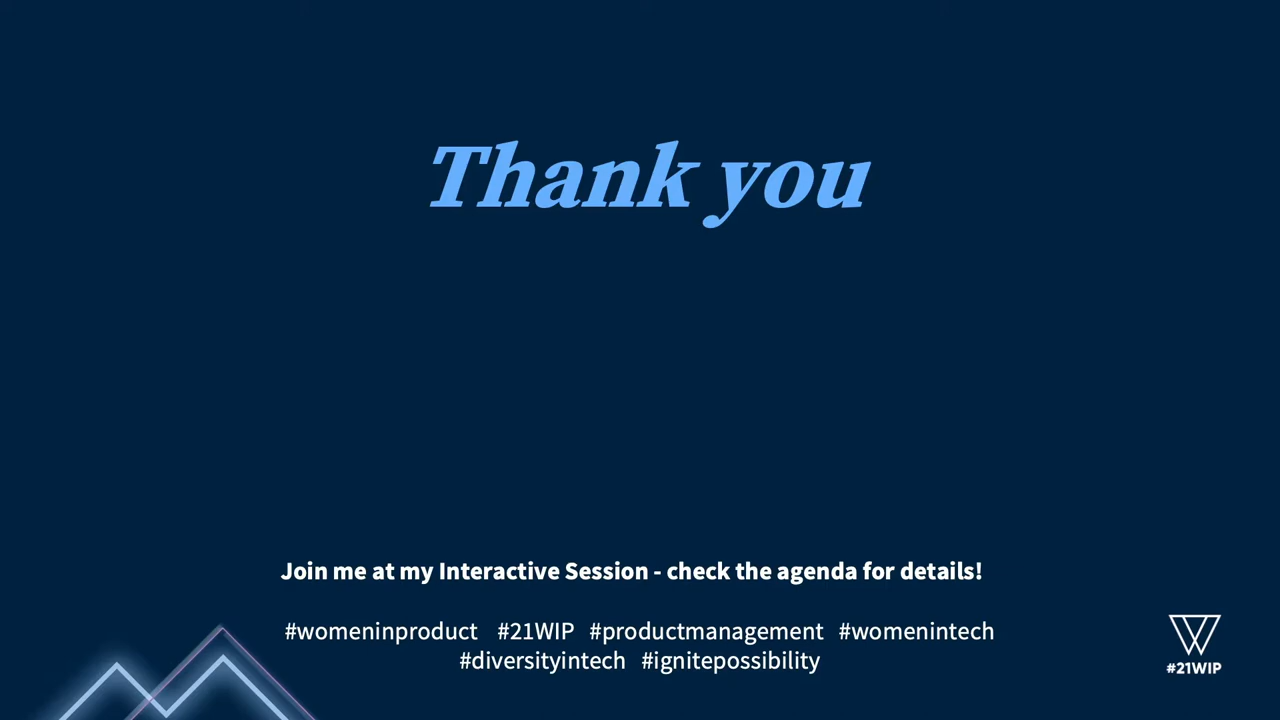 Thank you
Join me at my Interactive Session - check the agenda for details!
#womeninproduct #21WIP #productmanagement #womenintech
#diversityintech #ignitepossibility
#21WIP